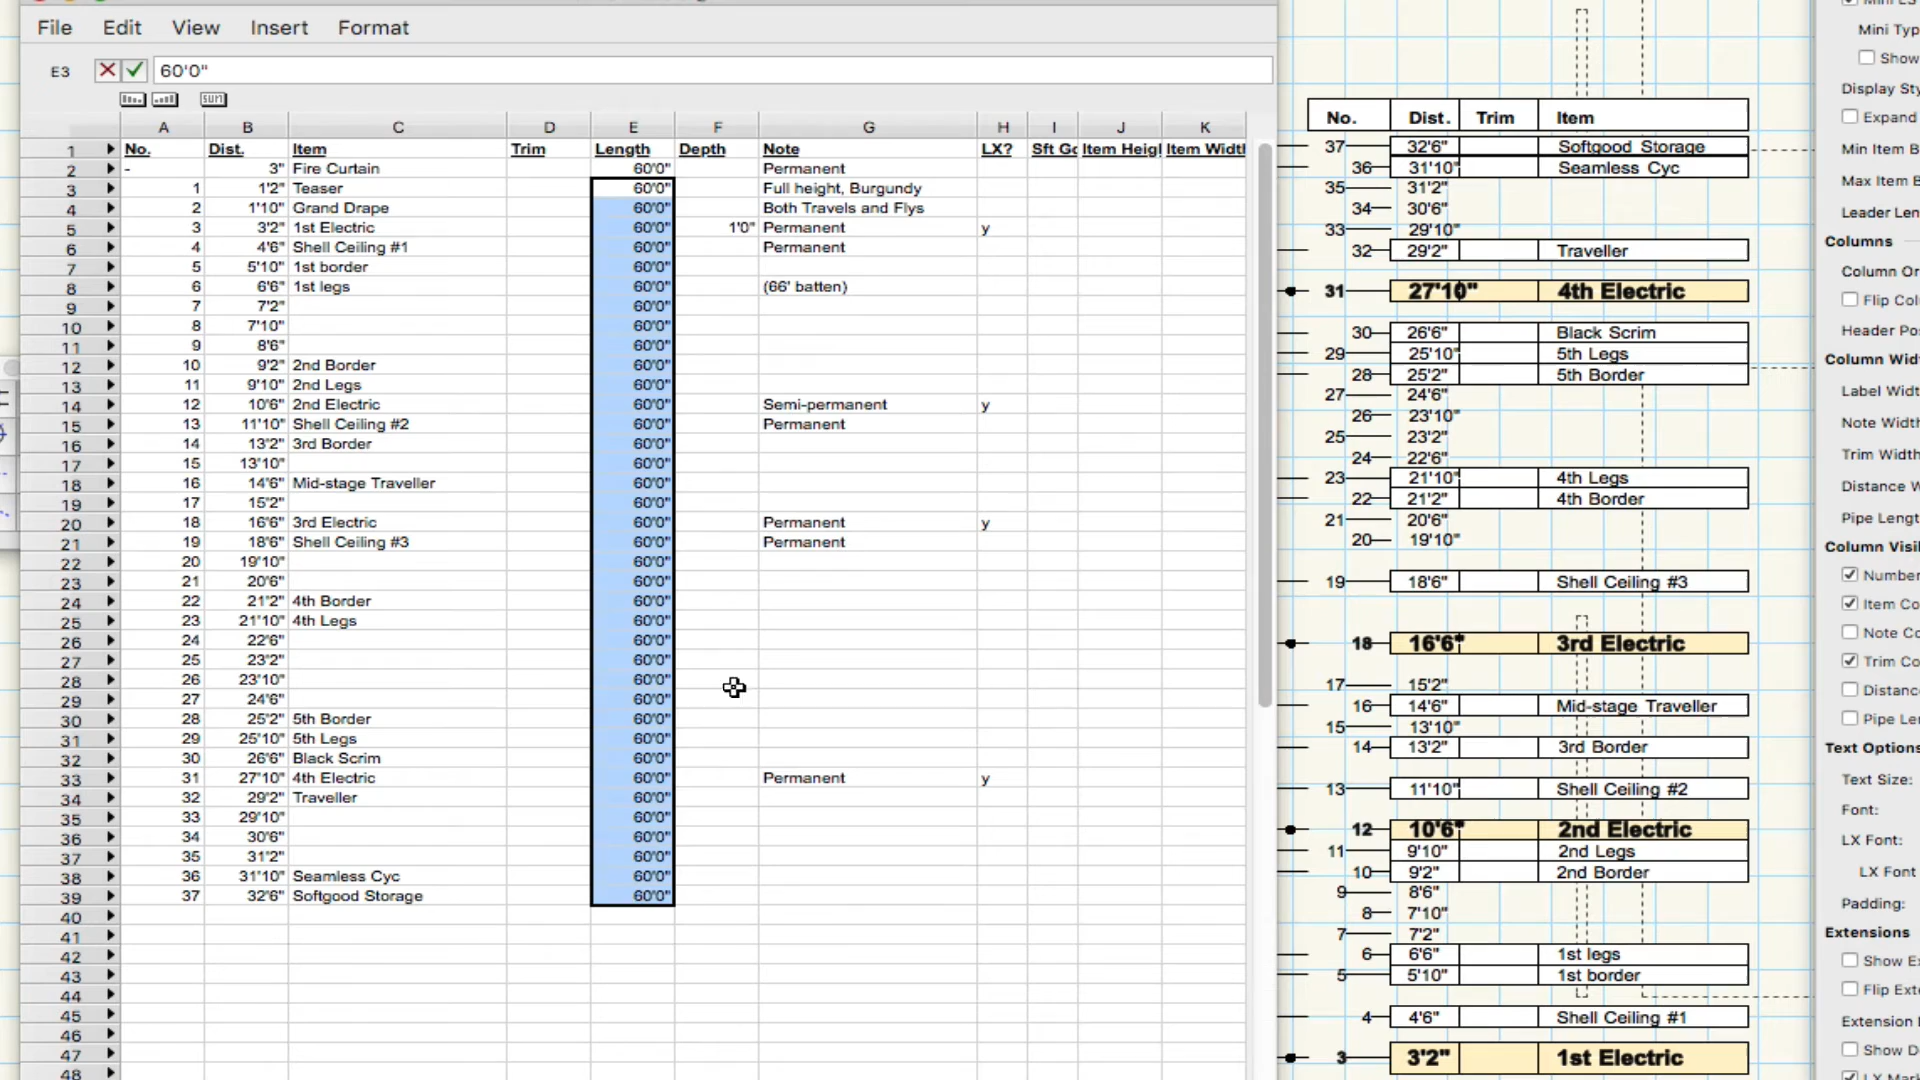 File Edit View Insert Format
E3 60'0"
A B C D E F G H I J K
1 No. Dist. Item Trim Length Depth Note LX? Sft Item Item Width
2 - 3" Fire Curtain 60'0" Permanent
3 1 1'2" Teaser 60'0" Full height, Burgundy
4 2 1'10" Grand Drape 60'0" Both Travels and Flys
5 3 3'2" 1st Electric 60'0" 1'0" Permanent y
6 4 4'6" Shell Ceiling #1 60'0" Permanent
7 5 5'10" 1st border 60'0"
8 6 6'6" 1st legs 60'0" (66' batten)
9 7 7'2" 60'0"
10 8 7'10" 60'0"
11 9 8'6" 60'0"
12 10 9'2" 2nd Border 60'0"
13 11 9'10" 2nd Legs 60'0"
14 12 10'6" 2nd Electric 60'0" Semi-permanent y
15 13 11'10" Shell Ceiling #2 60'0" Permanent
16 14 13'2" 3rd Border 60'0"
17 15 13'10" 60'0"
18 16 14'6" Mid-stage Traveller 60'0"
19 17 15'2" 60'0"
20 18 16'6" 3rd Electric 60'0" Permanent y
21 19 18'6" Shell Ceiling #3 60'0" Permanent
22 20 19'10" 60'0"
23 21 20'6" 60'0"
24 22 21'2" 4th Border 60'0"
25 23 21'10" 4th Legs 60'0"
26 24 22'6" 60'0"
27 25 23'2" 60'0"
28 26 23'10" 60'0"
29 27 24'6" 60'0"
30 28 25'2" 5th Border 60'0"
31 29 25'10" 5th Legs 60'0"
32 30 26'6" Black Scrim 60'0"
33 31 27'10" 4th Electric 60'0" Permanent y
34 32 29'2" Traveller 60'0"
35 33 29'10" 60'0"
36 34 30'6" 60'0"
37 35 31'2" 60'0"
38 36 31'10" Seamless Cyc 60'0"
39 37 32'6" Softgood Storage 60'0"
40
41
42
43
44
45
46
47
48
No. Dist. Trim Item
37 32'6" Softgood Storage
36 31'10" Seamless Cyc
35 31'2"
34 30'6"
33 29'10"
32 29'2" Traveller
31 27'10" 4th Electric
30 26'6" Black Scrim
29 25'10" 5th Legs
28 25'2" 5th Border
27 24'6"
26 23'10"
25 23'2"
24 22'6"
23 21'10" 4th Legs
22 21'2" 4th Border
21 20'6"
20 19'10"
19 18'6" Shell Ceiling #3
18 16'6" 3rd Electric
17 15'2"
16 14'6" Mid-stage Traveller
15 13'10"
14 13'2" 3rd Border
13 11'10" Shell Ceiling #2
12 10'6" 2nd Electric
11 9'10" 2nd Legs
10 9'2" 2nd Border
9 8'6"
8 7'10"
7 7'2"
6 6'6" 1st legs
5 5'10" 1st border
4 4'6" Shell Ceiling #1
3 3'2" 1st Electric
Mini
Show
Display
Expand
Min Item
Max Item
Leader
Columns
Column
Flip
Header
Column
Label
Note Width
Trim Width
Distance
Pipe
Column
Number
Item
Note
Trim
Distance
Pipe
Text Options
Text Size:
Font:
LX Font:
LX Font
Padding:
Extensions
Show
Flip
Extension
Show
LX